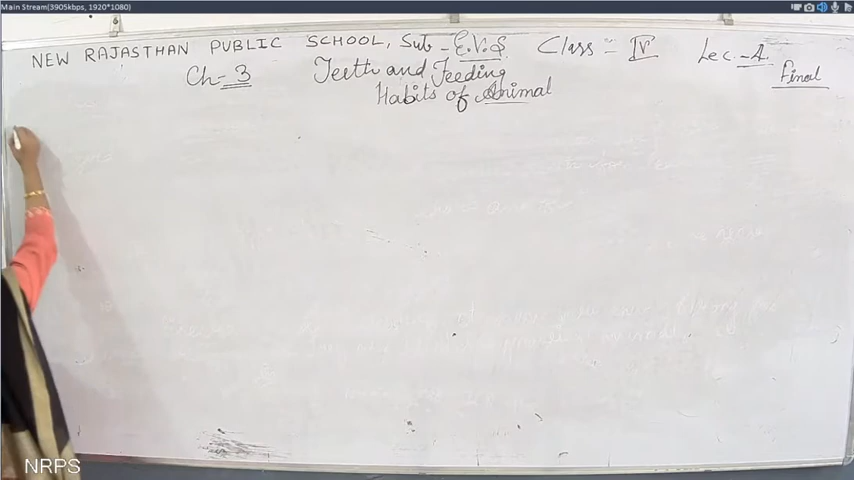 Main Stream(3905kbps, 1920*1080)
NEW RAJASTHAN PUBLIC SCHOOL, Sub - E.V.S Class - IV Lec. - 4.
Ch- 3 Teeth and Feeding Final
Habits of Animal
NRPS